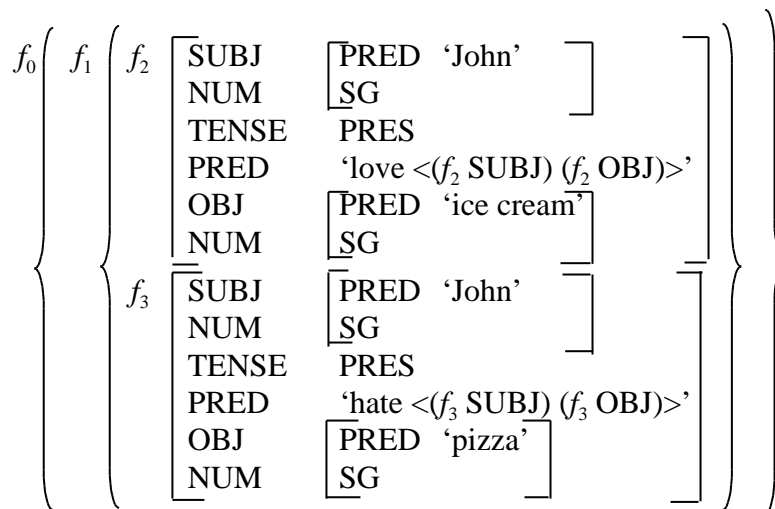 f₀ f₁ f₂ SUBJ PRED ‘John’
NUM SG
TENSE PRES
PRED ‘love <(f₂ SUBJ) (f₂ OBJ)>’
OBJ PRED ‘ice cream’
NUM SG
f₃ SUBJ PRED ‘John’
NUM SG
TENSE PRES
PRED ‘hate <(f₃ SUBJ) (f₃ OBJ)>’
OBJ PRED ‘pizza’
NUM SG